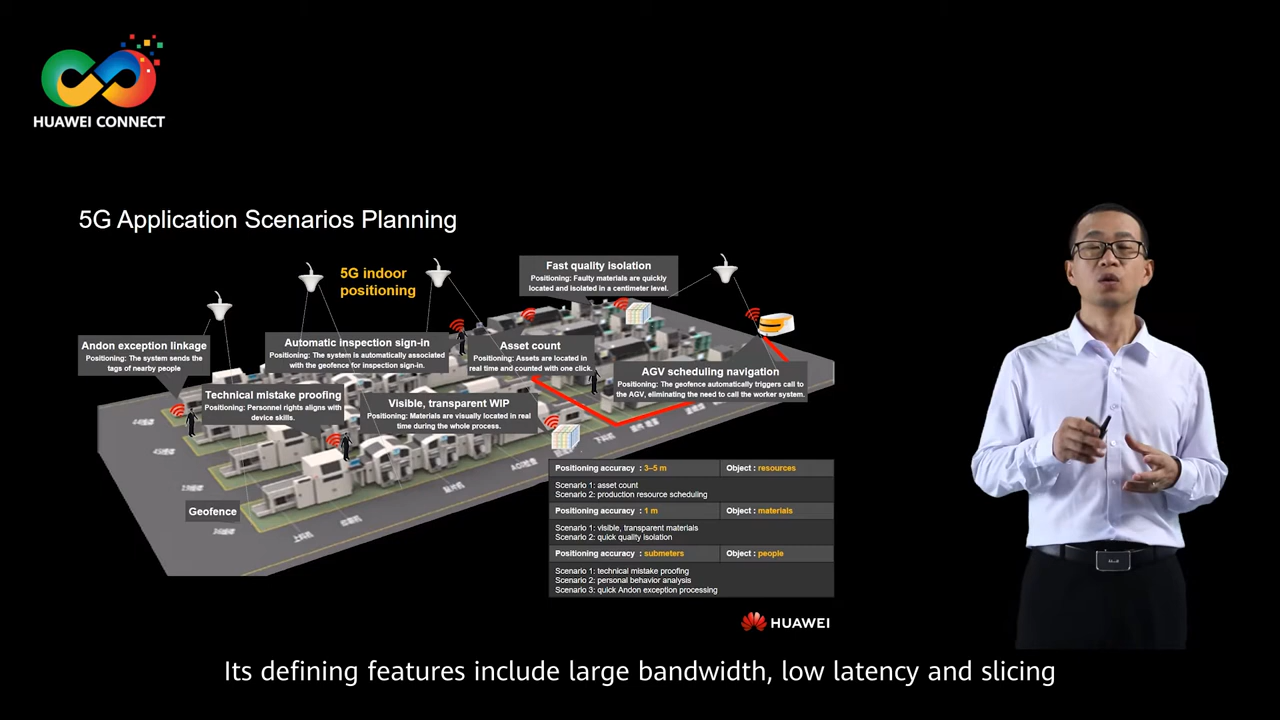 HUAWEI CONNECT
5G Application Scenarios Planning
5G indoor
positioning
Fast quality isolation
Positioning: Faulty materials are quickly
located and isolated in a centimeter level.
Andon exception linkage
Positioning: The system sends the
tags of nearby people
Automatic inspection sign-in
Positioning: The system is automatically associated
with the geofence for inspection sign-in.
Asset count
Positioning: Assets are located in
real time and counted with one click.
AGV scheduling navigation
Positioning: The geofence automatically triggers call to
the AGV, eliminating the need to call the worker system.
Technical mistake proofing
Positioning: Personnel rights aligns with
device skills.
Visible, transparent WIP
Positioning: Materials are visually located in real
time during the whole process.
Geofence
Positioning accuracy : 3–5 m
Object : resources
Scenario 1: asset count
Scenario 2: production resource scheduling
Positioning accuracy : 1 m
Object : materials
Scenario 1: visible, transparent materials
Scenario 2: quick quality isolation
Positioning accuracy : submeters
Object : people
Scenario 1: technical mistake proofing
Scenario 2: personal behavior analysis
Scenario 3: quick Andon exception processing
HUAWEI
Its defining features include large bandwidth, low latency and slicing